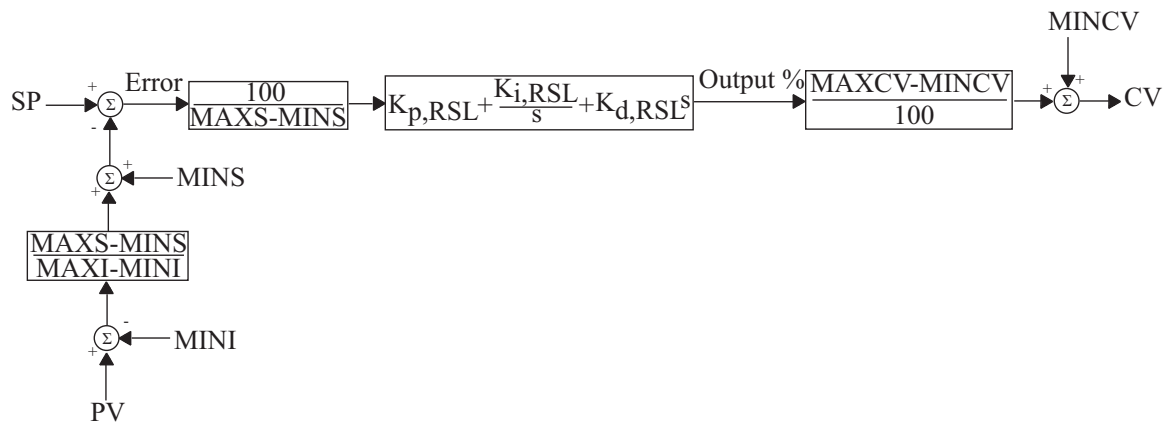 MINCV
SP
+
Σ
-
Error
100
MAXS-MINS
Kp,RSL+Ki,RSL/s+Kd,RSLs
Output %
MAXCV-MINCV
100
+
+
Σ
CV
+
Σ
+
MINS
MAXS-MINS
MAXI-MINI
-
Σ
+
MINI
PV